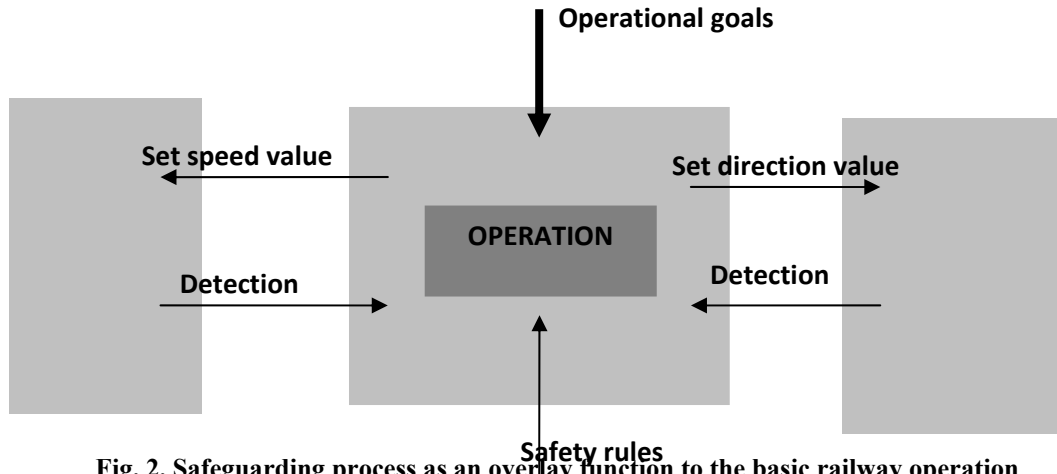 Operational goals
Set speed value
Set direction value
OPERATION
Detection
Detection
Safety rules
Fig. 2. Safeguarding process as an overlay function to the basic railway operation